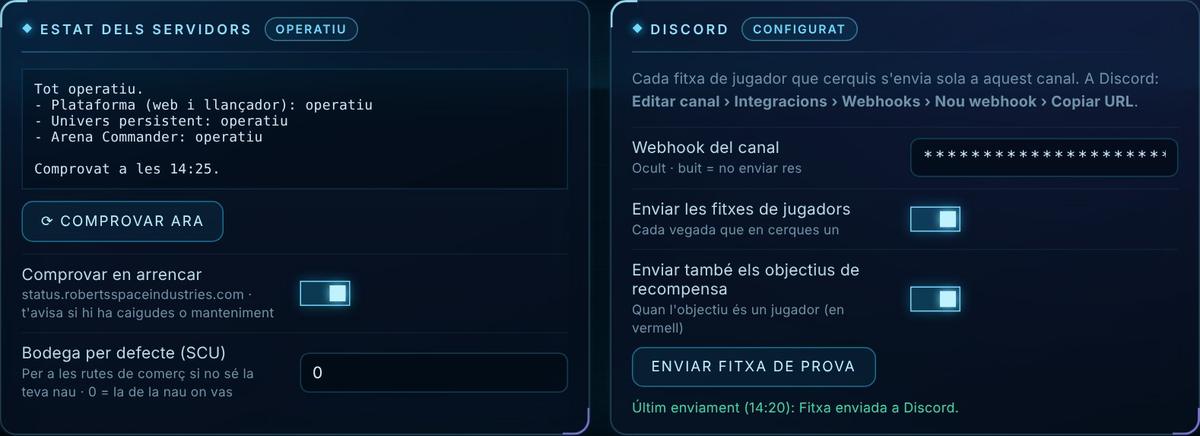 ESTAT DELS SERVIDORS OPERATIU
Tot operatiu.
- Plataforma (web i llançador): operatiu
- Univers persistent: operatiu
- Arena Commander: operatiu
Comprovat a les 14:25.
⟳ COMPROVAR ARA
Comprovar en arrencar
status.robertsspaceindustries.com ·
t'avisa si hi ha caigudes o manteniment
Bodega per defecte (SCU)
Per a les rutes de comerç si no sé la
teva nau · 0 = la de la nau on vas
0
DISCORD CONFIGURAT
Cada fitxa de jugador que cerquis s'envia sola a aquest canal. A Discord:
Editar canal › Integracions › Webhooks › Nou webhook › Copiar URL.
Webhook del canal
Ocult · buit = no enviar res
*********************
Enviar les fitxes de jugadors
Cada vegada que en cerques un
Enviar també els objectius de
recompensa
Quan l'objectiu és un jugador (en
vermell)
ENVIAR FITXA DE PROVA
Últim enviament (14:20): Fitxa enviada a Discord.